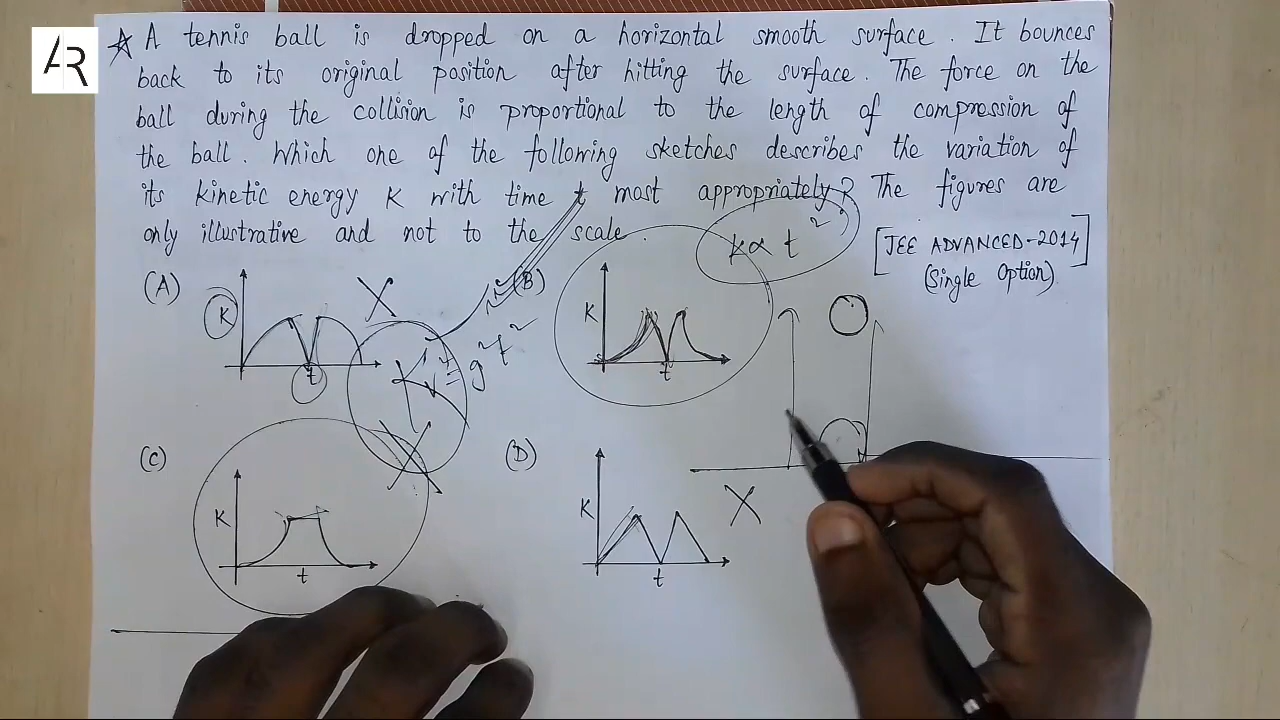 AR
☆ A tennis ball is dropped on a horizontal smooth surface. It bounces
back to its original position after hitting the surface. The force on the
ball during the collision is proportional to the length of compression of
the ball. Which one of the following sketches describes the variation of
its kinetic energy K with time t most appropriately? The figures are
only illustrative and not to the scale.
K ∝ t²
[JEE ADVANCED-2014]
(Single Option)
(A) K t X
(B) K t
g²t²
(C) K t
(D) K t X